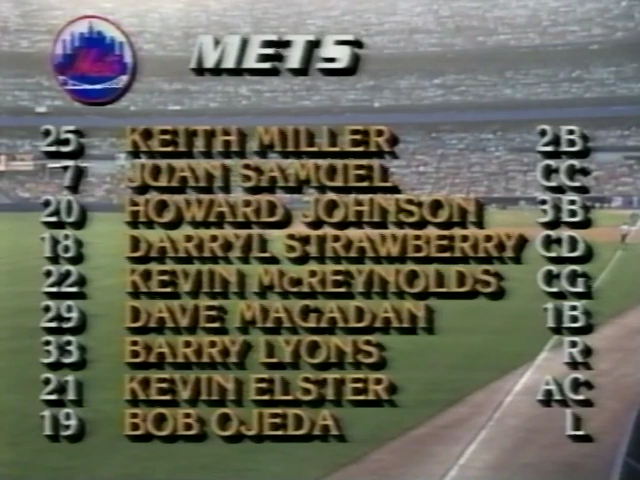 Mets
METS
25 KEITH MILLER 2B
7 JUAN SAMUEL CC
20 HOWARD JOHNSON 3B
18 DARRYL STRAWBERRY CD
22 KEVIN McREYNOLDS CG
29 DAVE MAGADAN 1B
33 BARRY LYONS R
21 KEVIN ELSTER AC
19 BOB OJEDA L